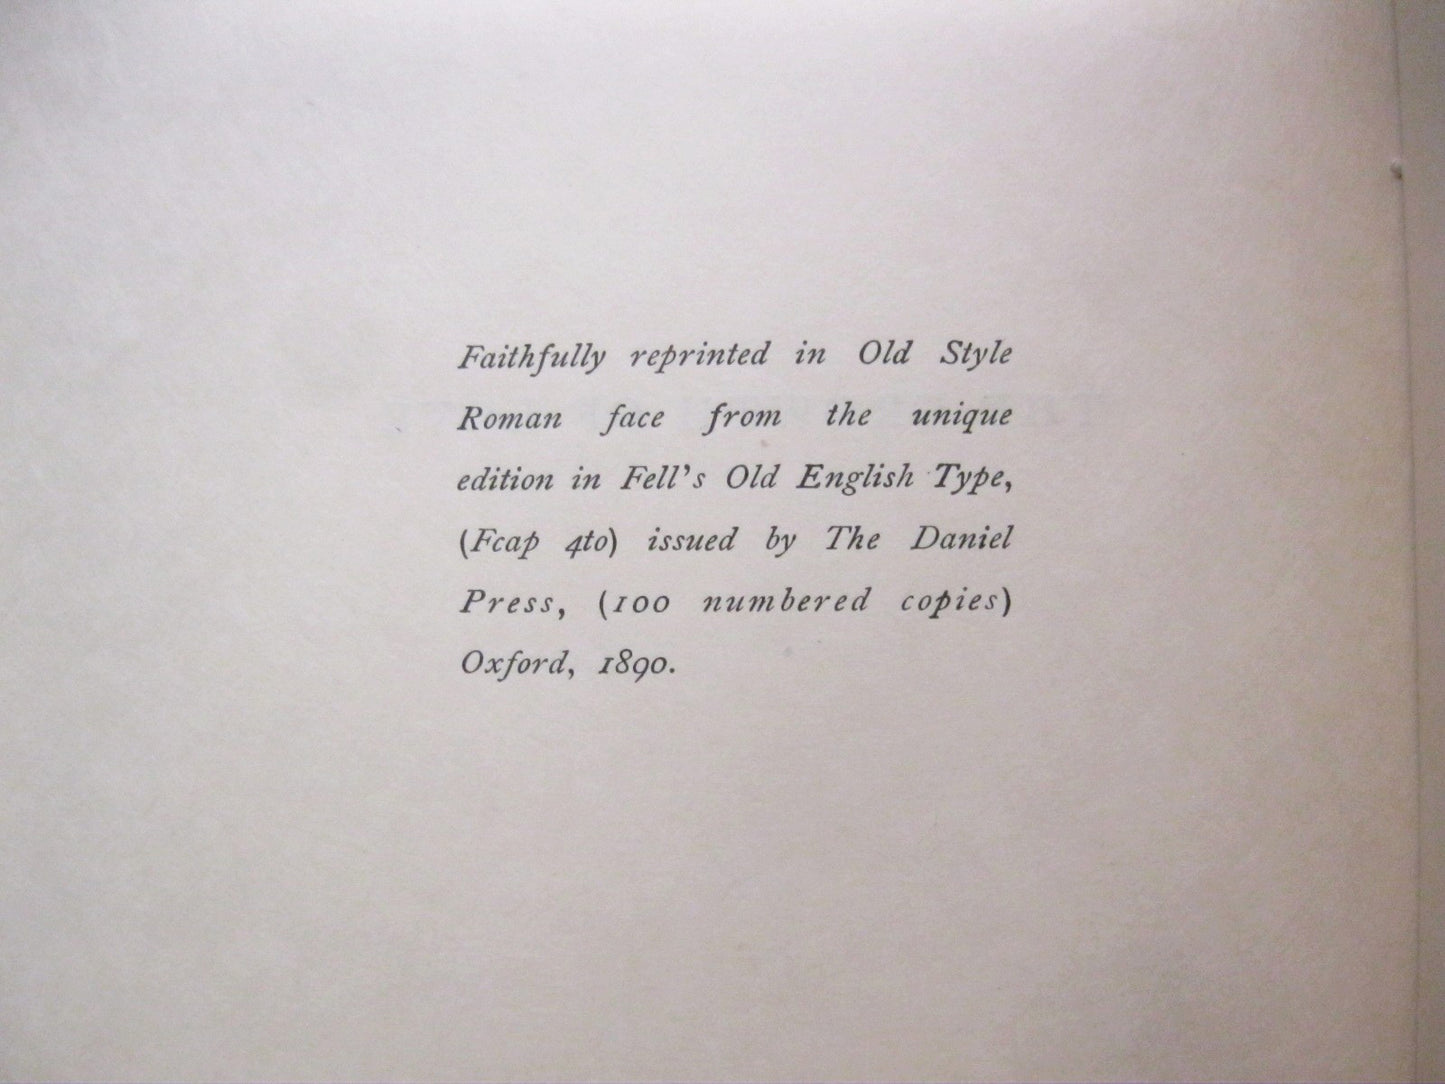 Faithfully reprinted in Old Style
Roman face from the unique
edition in Fell's Old English Type,
(Fcap 4to) issued by The Daniel
Press, (100 numbered copies)
Oxford, 1890.